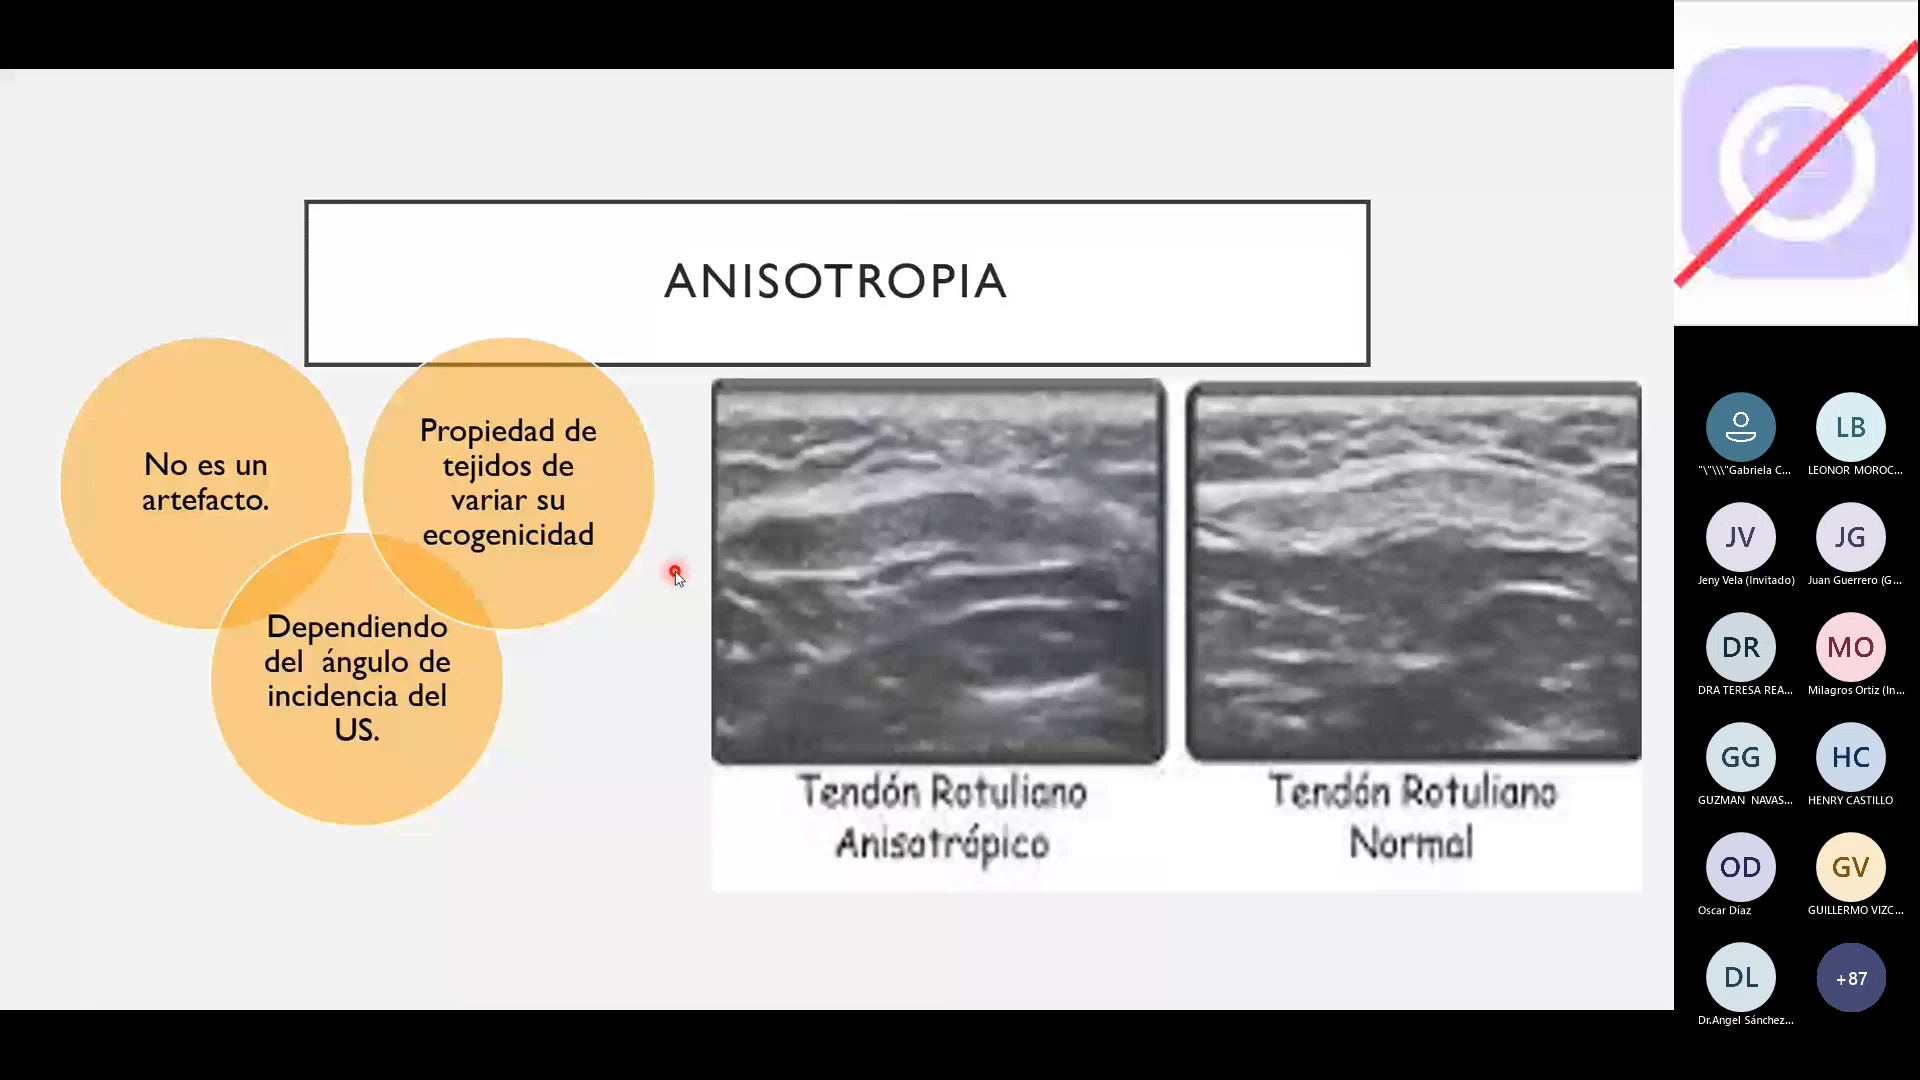 ANISOTROPIA
No es un
artefacto.
Propiedad de
tejidos de
variar su
ecogenicidad
Dependiendo
del ángulo de
incidencia del
US.
Tendón Rotuliano
Anisotrópico
Tendón Rotuliano
Normal
"\"\\\"Gabriela C...
LB
LEONOR MOROC...
JV
Jeny Vela (Invitado)
JG
Juan Guerrero (G...
DR
DRA TERESA REA...
MO
Milagros Ortiz (In...
GG
GUZMAN NAVAS...
HC
HENRY CASTILLO
OD
Oscar Díaz
GV
GUILLERMO VIZC...
DL
Dr.Angel Sánchez...
+87